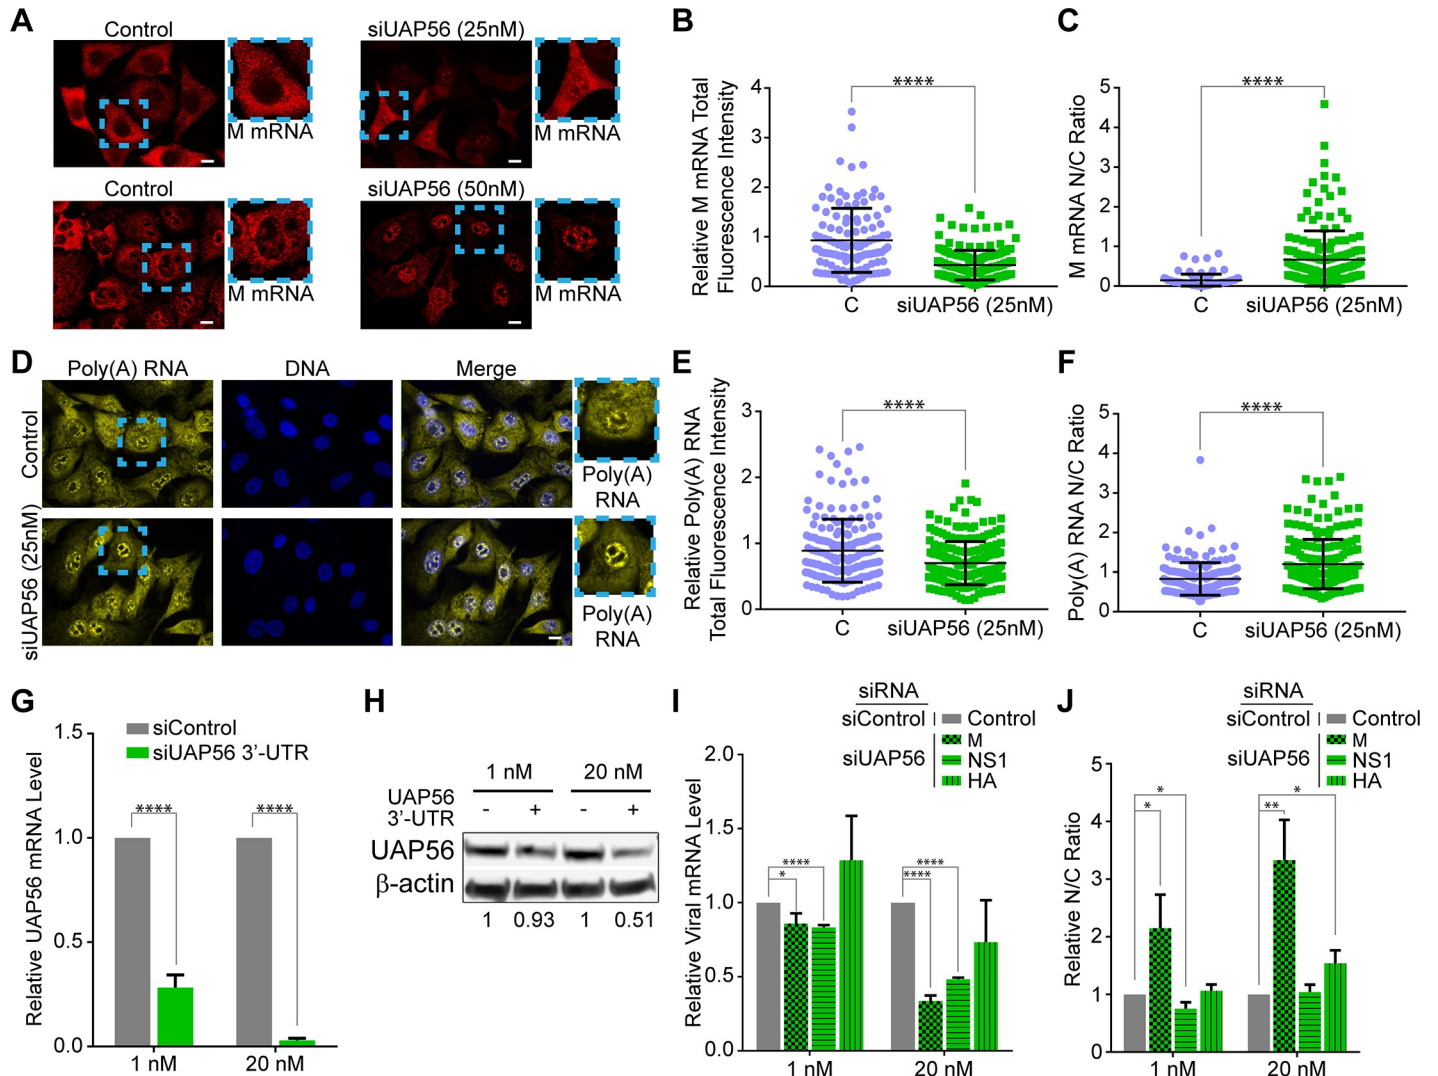 A
Control
siUAP56 (25nM)
M mRNA
M mRNA
Control
siUAP56 (50nM)
M mRNA
M mRNA
B
Relative M mRNA Total
Fluorescence Intensity
4
3
2
1
0
****
C
siUAP56 (25nM)
C
M mRNA N/C Ratio
5
4
3
2
1
0
****
C
siUAP56 (25nM)
D
Poly(A) RNA
DNA
Merge
Control
Poly(A)
RNA
siUAP56 (25nM)
Poly(A)
RNA
E
Relative Poly(A) RNA
Total Fluorescence Intensity
3
2
1
0
****
C
siUAP56 (25nM)
F
Poly(A) RNA N/C Ratio
5
4
3
2
1
0
****
C
siUAP56 (25nM)
G
siControl
siUAP56 3'-UTR
Relative UAP56 mRNA Level
1.5
1.0
0.5
0.0
****
****
1 nM
20 nM
H
1 nM
20 nM
UAP56
3'-UTR
- + - +
UAP56
β-actin
1 0.93 1 0.51
I
siRNA
siControl
Control
siUAP56
M
NS1
HA
Relative Viral mRNA Level
2.0
1.5
1.0
0.5
0.0
****
*
****
****
1 nM
20 nM
J
siRNA
siControl
Control
siUAP56
M
NS1
HA
Relative N/C Ratio
5
4
3
2
1
0
*
*
*
**
1 nM
20 nM